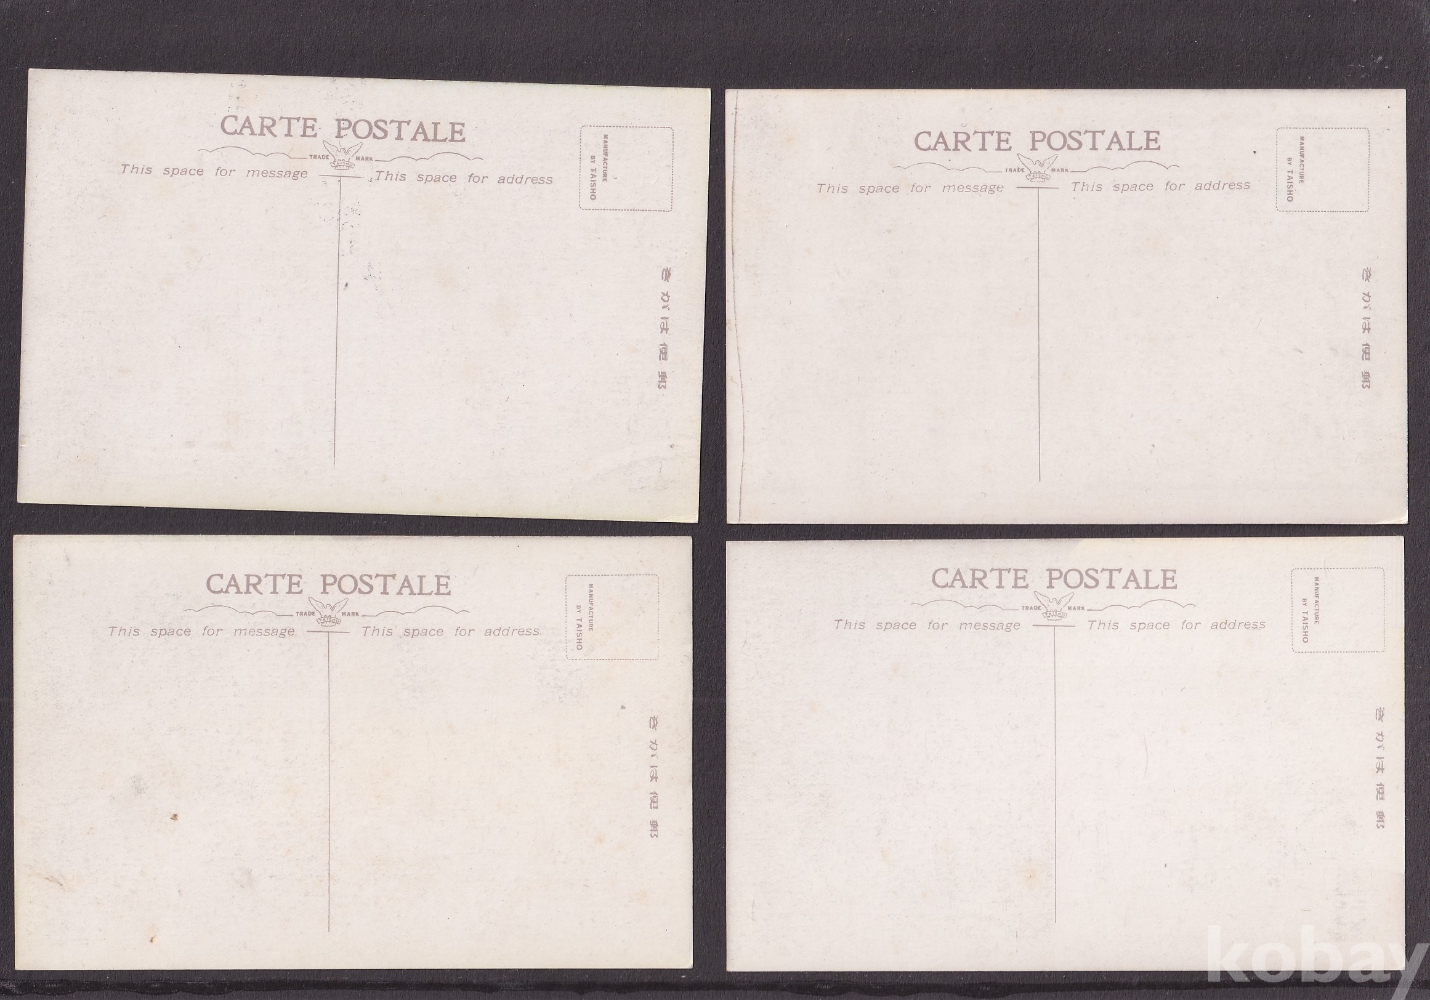 CARTE POSTALE
TRADE MARK
This space for message
This space for address
MANUFACTURE
BY TAISHO
きがは便郵
CARTE POSTALE
TRADE MARK
This space for message
This space for address
MANUFACTURE
BY TAISHO
きがは便郵
CARTE POSTALE
TRADE MARK
This space for message
This space for address
MANUFACTURE
BY TAISHO
きがは便郵
CARTE POSTALE
TRADE MARK
This space for message
This space for address
MANUFACTURE
BY TAISHO
きがは便郵
kobay